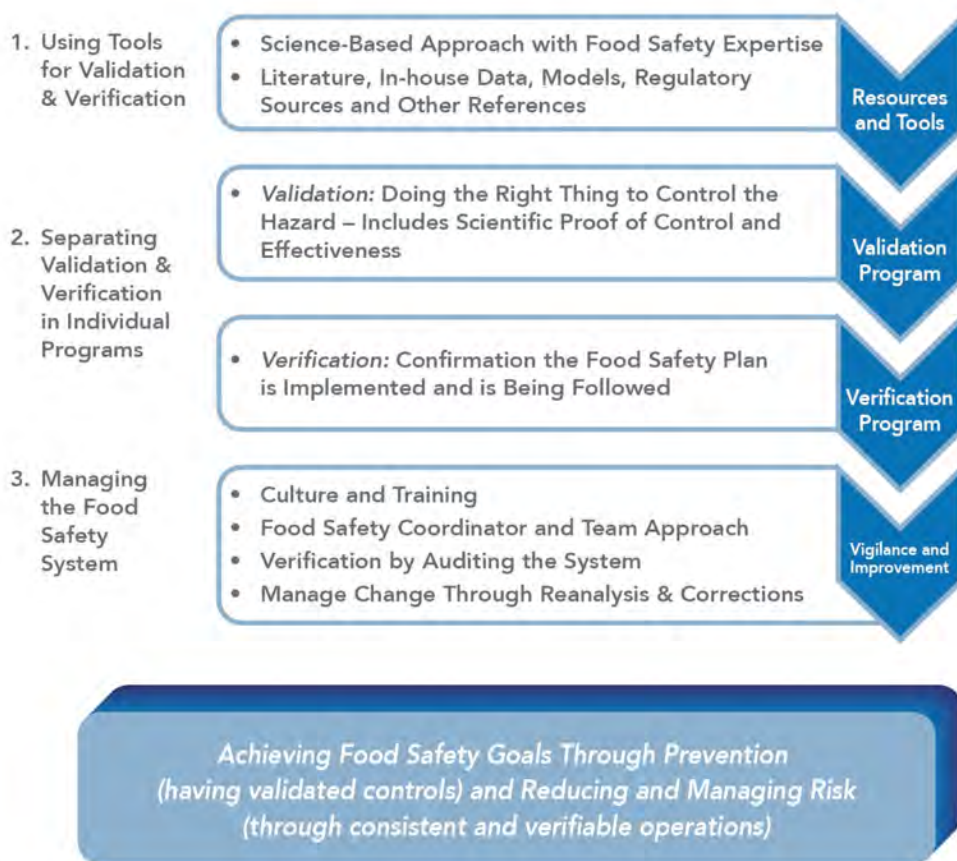 1. Using Tools
for Validation
& Verification
• Science-Based Approach with Food Safety Expertise
• Literature, In-house Data, Models, Regulatory
Sources and Other References
Resources
and Tools
2. Separating
Validation &
Verification
in Individual
Programs
• Validation: Doing the Right Thing to Control the
Hazard – Includes Scientific Proof of Control and
Effectiveness
Validation
Program
• Verification: Confirmation the Food Safety Plan
is Implemented and is Being Followed
Verification
Program
3. Managing
the Food
Safety
System
• Culture and Training
• Food Safety Coordinator and Team Approach
• Verification by Auditing the System
• Manage Change Through Reanalysis & Corrections
Vigilance and
Improvement
Achieving Food Safety Goals Through Prevention
(having validated controls) and Reducing and Managing Risk
(through consistent and verifiable operations)